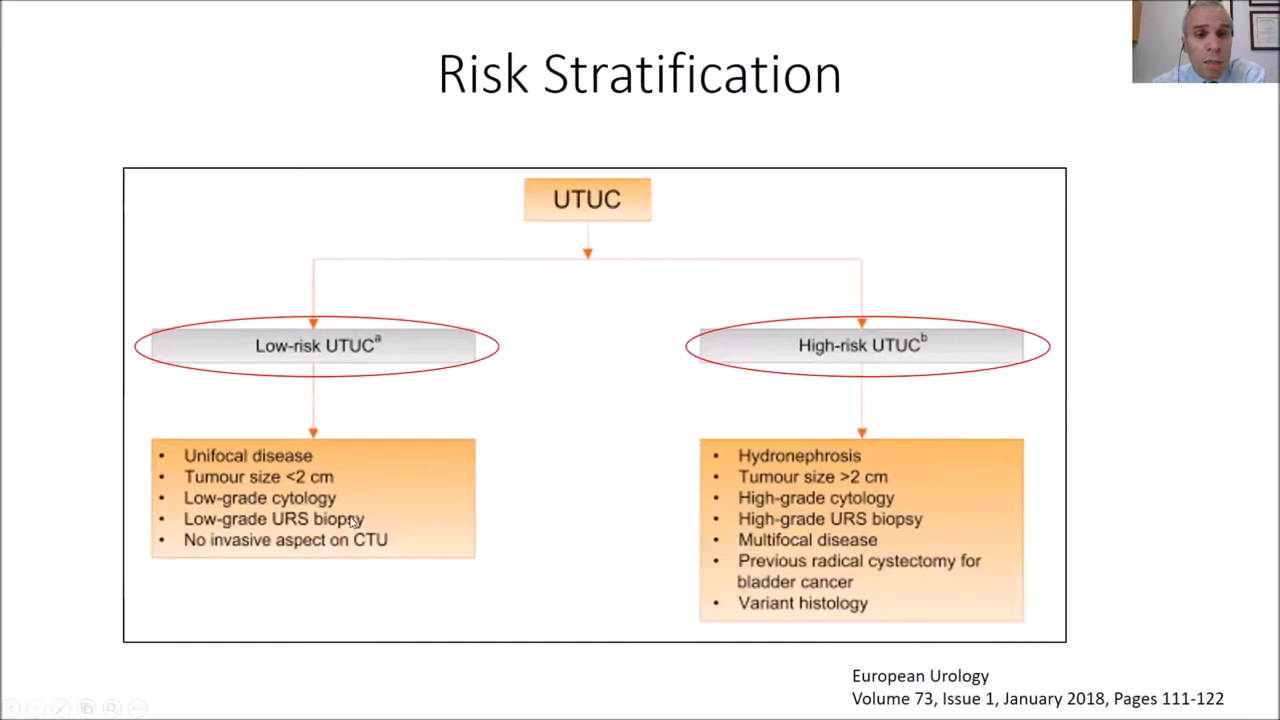 Risk Stratification
UTUC
Low-risk UTUCa
High-risk UTUCb
• Unifocal disease
• Tumour size <2 cm
• Low-grade cytology
• Low-grade URS biopsy
• No invasive aspect on CTU
• Hydronephrosis
• Tumour size >2 cm
• High-grade cytology
• High-grade URS biopsy
• Multifocal disease
• Previous radical cystectomy for
bladder cancer
• Variant histology
European Urology
Volume 73, Issue 1, January 2018, Pages 111-122